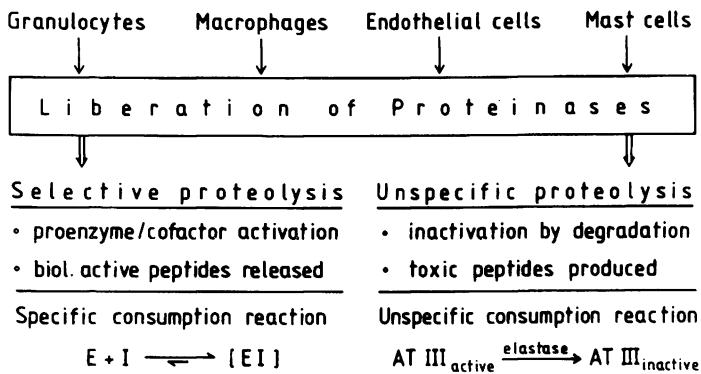 Granulocytes Macrophages Endothelial cells Mast cells
Liberation of Proteinases
Selective proteolysis
• proenzyme/cofactor activation
• biol. active peptides released
Specific consumption reaction
E + I ⇌ [EI]
Unspecific proteolysis
• inactivation by degradation
• toxic peptides produced
Unspecific consumption reaction
AT III active elastase→ AT III inactive